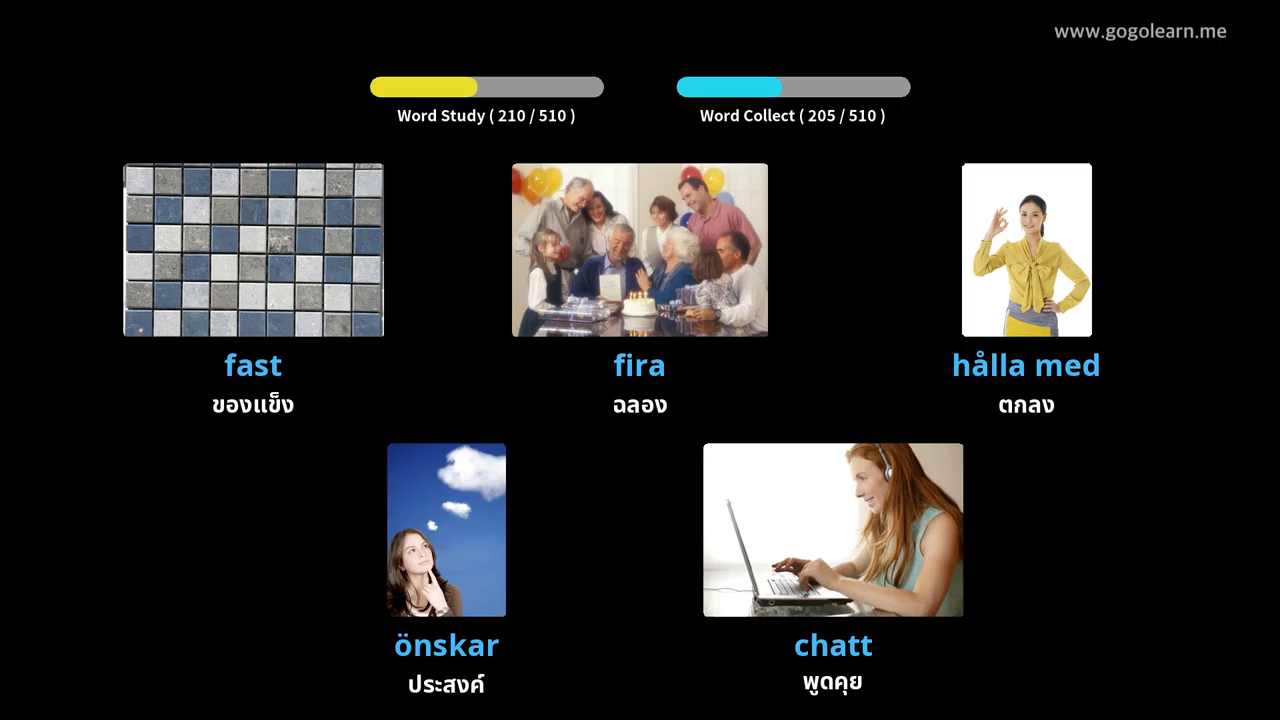 www.gogolearn.me
Word Study ( 210 / 510 )
Word Collect ( 205 / 510 )
fast
ของแข็ง
fira
ฉลอง
hålla med
ตกลง
önskar
ประสงค์
chatt
พูดคุย